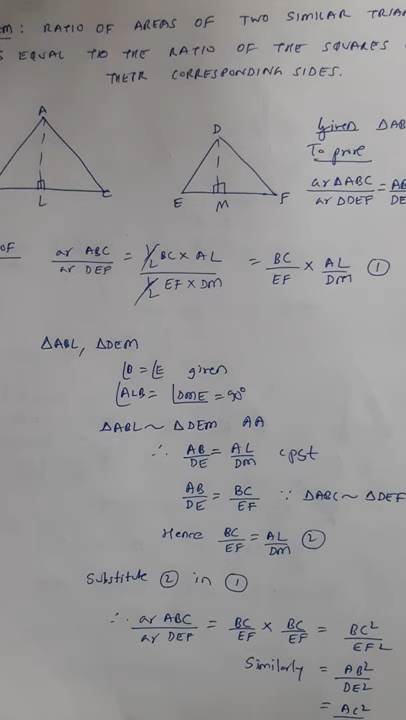 : RATIO OF AREAS OF TWO SIMILAR
EQUAL TO THE RATIO OF THE SQUARES
THEIR CORRESPONDING SIDES.
A
D
L
C
E
M
F
Given ΔAB
To prove
ar ΔABC / ar ΔDEF = AB / DE
OF
ar ABC / ar DEF = 1/2 BC × AL / 1/2 EF × DM = BC/EF × AL/DM ①
ΔABL, ΔDEM
∠B = ∠E given
∠ALB = ∠DME = 90°
ΔABL ~ ΔDEM AA
∴ AB/DE = AL/DM cpst
AB/DE = BC/EF ∵ ΔABC ~ ΔDEF
Hence BC/EF = AL/DM ②
Substitute ② in ①
∴ ar ABC / ar DEF = BC/EF × BC/EF = BC²/EF²
Similarly = AB²/DE²
= AC²